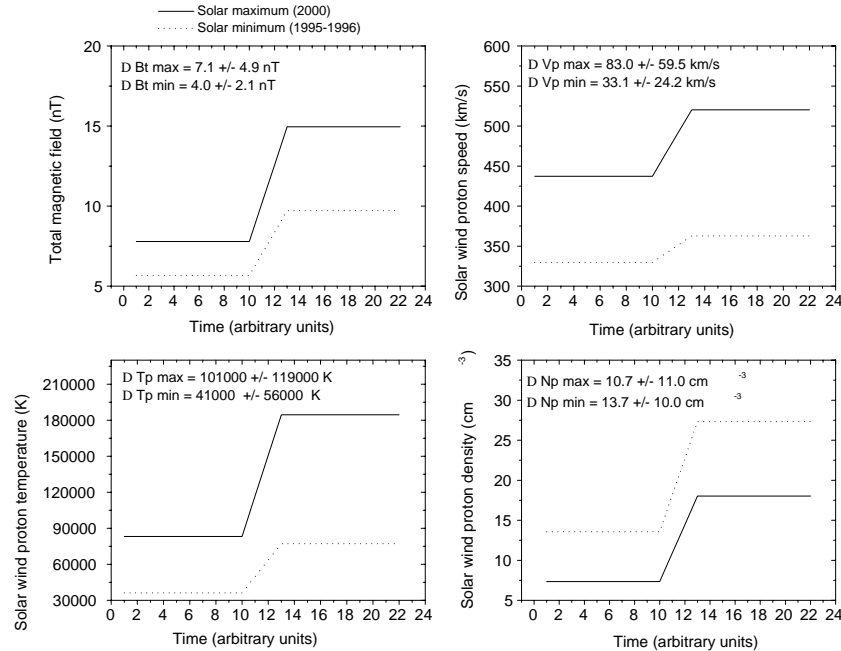 Solar maximum (2000)
Solar minimum (1995-1996)
20
15
10
5
Total magnetic field (nT)
D Bt max = 7.1 +/- 4.9 nT
D Bt min = 4.0 +/- 2.1 nT
0 2 4 6 8 10 12 14 16 18 20 22 24
Time (arbitrary units)
600
550
500
450
400
350
300
Solar wind proton speed (km/s)
D Vp max = 83.0 +/- 59.5 km/s
D Vp min = 33.1 +/- 24.2 km/s
0 2 4 6 8 10 12 14 16 18 20 22 24
Time (arbitrary units)
210000
180000
150000
120000
90000
60000
30000
Solar wind proton temperature (K)
D Tp max = 101000 +/- 119000 K
D Tp min = 41000 +/- 56000 K
0 2 4 6 8 10 12 14 16 18 20 22 24
Time (arbitrary units)
35
30
25
20
15
10
5
Solar wind proton density (cm -3)
D Np max = 10.7 +/- 11.0 cm -3
D Np min = 13.7 +/- 10.0 cm -3
0 2 4 6 8 10 12 14 16 18 20 22 24
Time (arbitrary units)